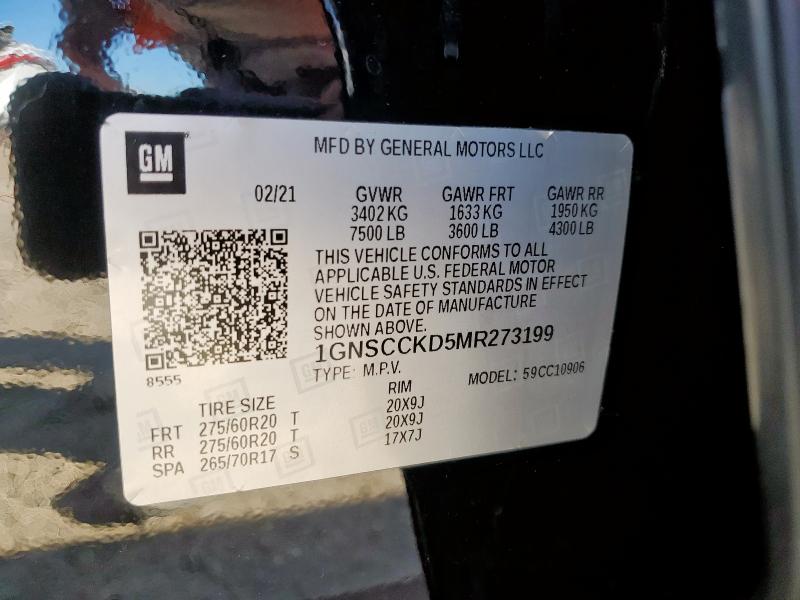 GM
MFD BY GENERAL MOTORS LLC
02/21 GVWR GAWR FRT GAWR RR
3402 KG 1633 KG 1950 KG
7500 LB 3600 LB 4300 LB
THIS VEHICLE CONFORMS TO ALL
APPLICABLE U.S. FEDERAL MOTOR
VEHICLE SAFETY STANDARDS IN EFFECT
ON THE DATE OF MANUFACTURE
SHOWN ABOVE.
1GNSCCKD5MR273199
8555 TYPE: M.P.V. MODEL: 59CC10906
TIRE SIZE RIM
FRT 275/60R20 T 20X9J
RR 275/60R20 T 20X9J
SPA 265/70R17 S 17X7J